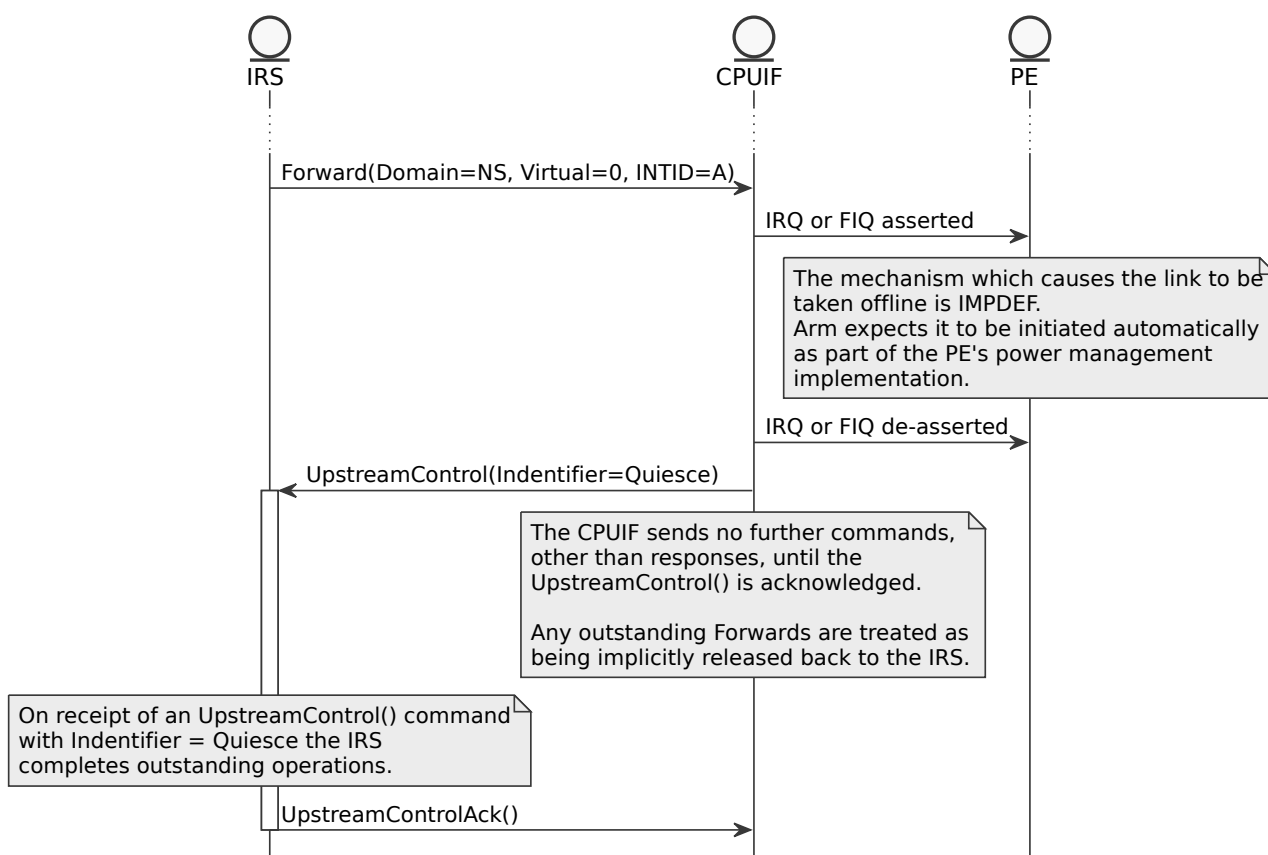 IRS
CPUIF
PE
Forward(Domain=NS, Virtual=0, INTID=A)
IRQ or FIQ asserted
The mechanism which causes the link to be
taken offline is IMPDEF.
Arm expects it to be initiated automatically
as part of the PE's power management
implementation.
IRQ or FIQ de-asserted
UpstreamControl(Indentifier=Quiesce)
The CPUIF sends no further commands,
other than responses, until the
UpstreamControl() is acknowledged.
Any outstanding Forwards are treated as
being implicitly released back to the IRS.
On receipt of an UpstreamControl() command
with Indentifier = Quiesce the IRS
completes outstanding operations.
UpstreamControlAck()